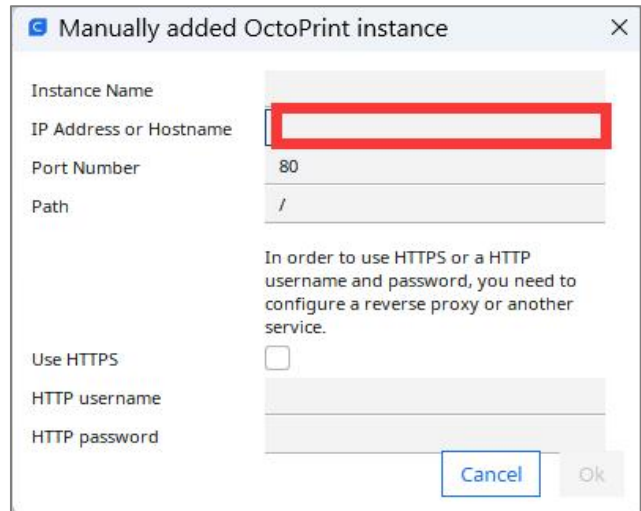 Manually added OctoPrint instance
Instance Name
IP Address or Hostname
Port Number 80
Path /
In order to use HTTPS or a HTTP
username and password, you need to
configure a reverse proxy or another
service.
Use HTTPS
HTTP username
HTTP password
Cancel Ok